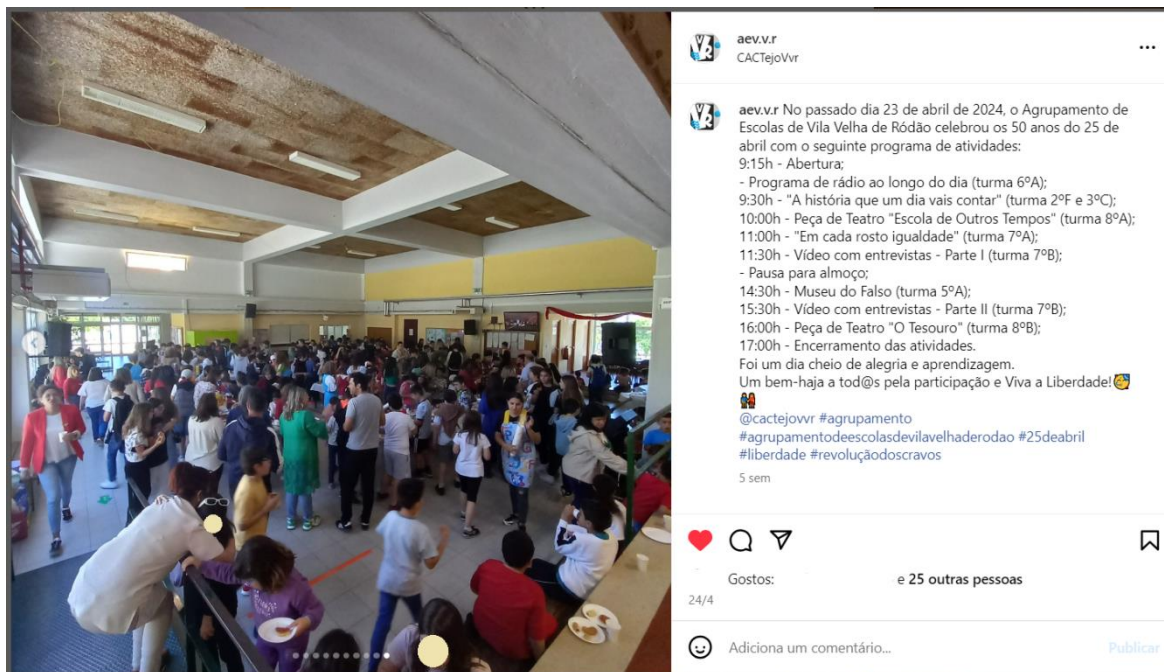 aev.v.r
CACTejoVvr
aev.v.r No passado dia 23 de abril de 2024, o Agrupamento de
Escolas de Vila Velha de Ródão celebrou os 50 anos do 25 de
abril com o seguinte programa de atividades:
9:15h - Abertura;
- Programa de rádio ao longo do dia (turma 6ºA);
9:30h - "A história que um dia vais contar" (turma 2ºF e 3ºC);
10:00h - Peça de Teatro "Escola de Outros Tempos" (turma 8ºA);
11:00h - "Em cada rosto igualdade" (turma 7ºA);
11:30h - Vídeo com entrevistas - Parte I (turma 7ºB);
- Pausa para almoço;
14:30h - Museu do Falso (turma 5ºA);
15:30h - Vídeo com entrevistas - Parte II (turma 7ºB);
16:00h - Peça de Teatro "O Tesouro" (turma 8ºB);
17:00h - Encerramento das atividades.
Foi um dia cheio de alegria e aprendizagem.
Um bem-haja a tod@s pela participação e Viva a Liberdade!
@cactejovvr #agrupamento
#agrupamentodeescolasdevilavelhaderodao #25deabril
#liberdade #revoluçãodoscravos
5 sem
Gostos: e 25 outras pessoas
24/4
Adiciona um comentário... Publicar